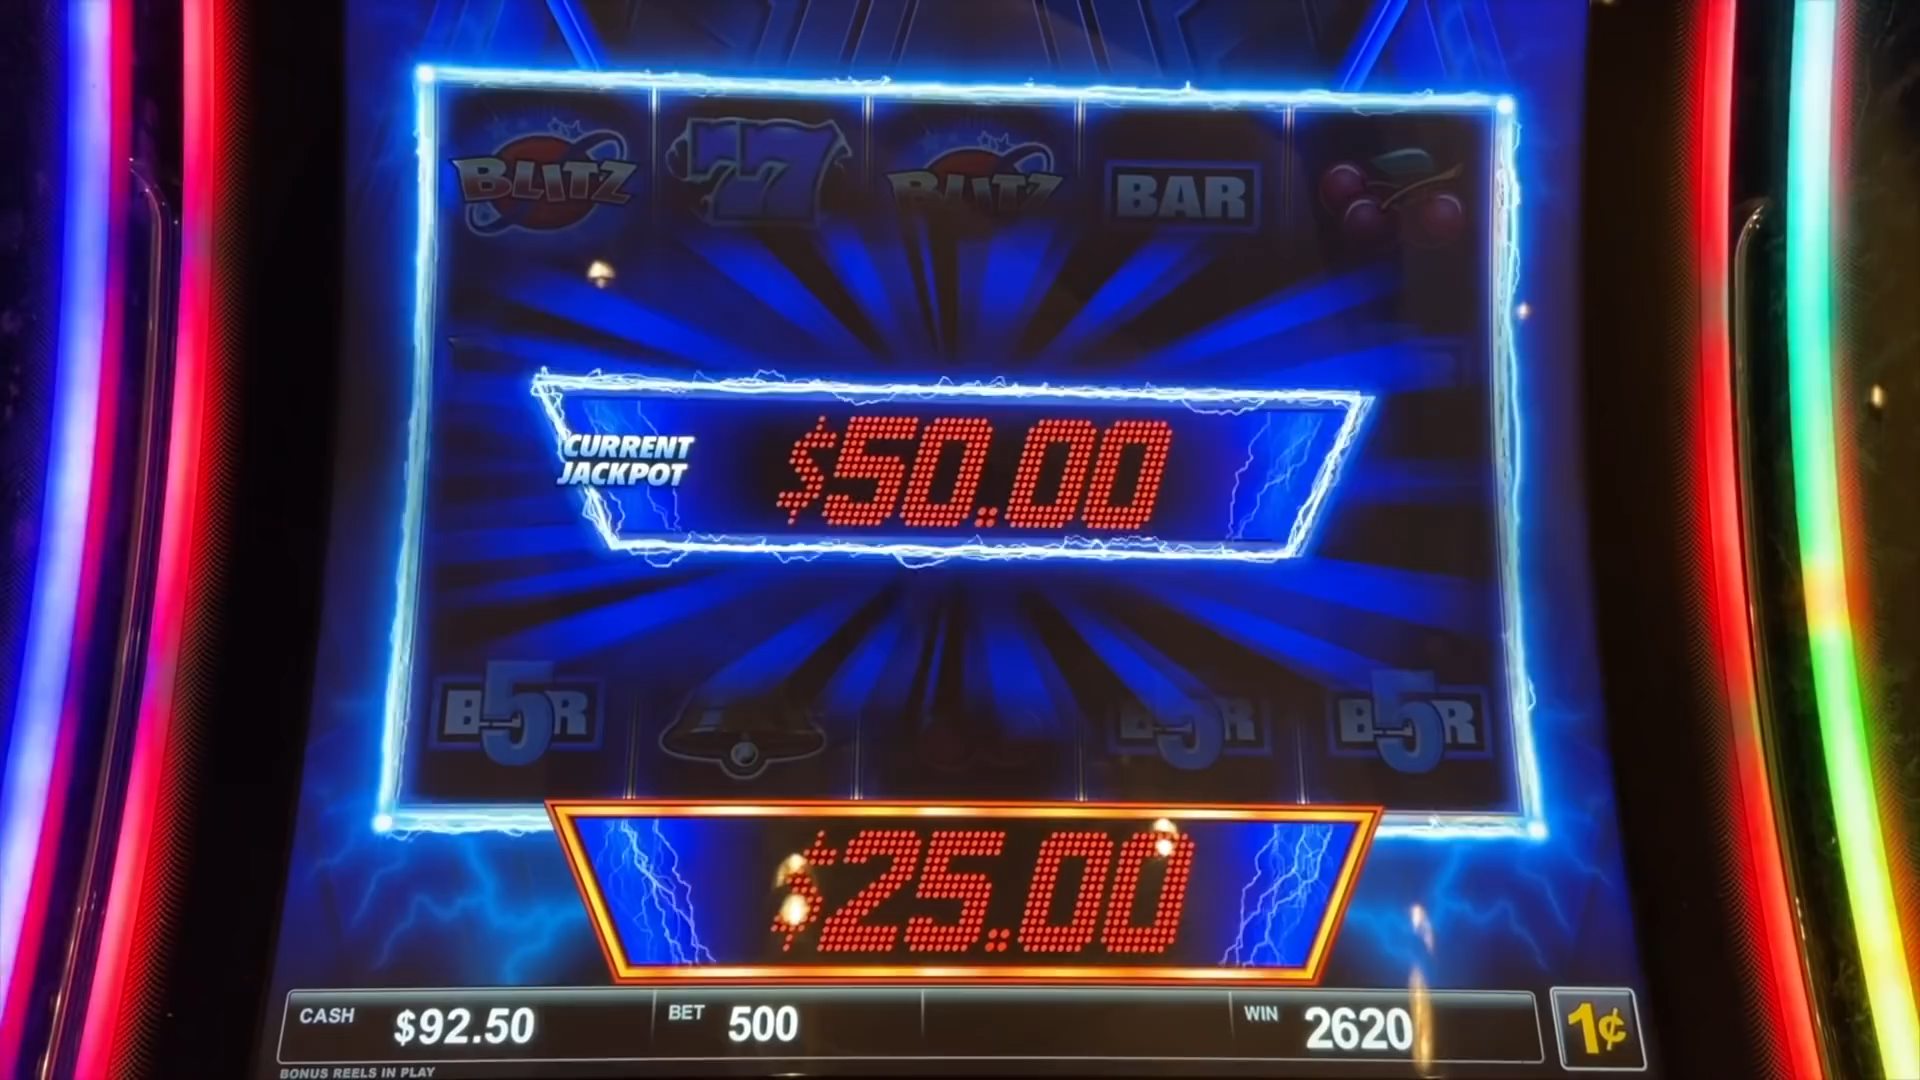 BLITZ 77 BLITZ BAR
CURRENT
JACKPOT
$50.00
B5R B5R B5R
$25.00
CASH $92.50 BET 500 WIN 2620 1¢
BONUS REELS IN PLAY